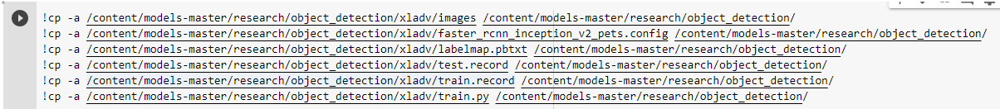 !cp -a /content/models-master/research/object_detection/xladv/images /content/models-master/research/object_detection/
!cp -a /content/models-master/research/object_detection/xladv/faster_rcnn_inception_v2_pets.config /content/models-master/research/object_detection/
!cp -a /content/models-master/research/object_detection/xladv/labelmap.pbtxt /content/models-master/research/object_detection/
!cp -a /content/models-master/research/object_detection/xladv/test.record /content/models-master/research/object_detection/
!cp -a /content/models-master/research/object_detection/xladv/train.record /content/models-master/research/object_detection/
!cp -a /content/models-master/research/object_detection/xladv/train.py /content/models-master/research/object_detection/